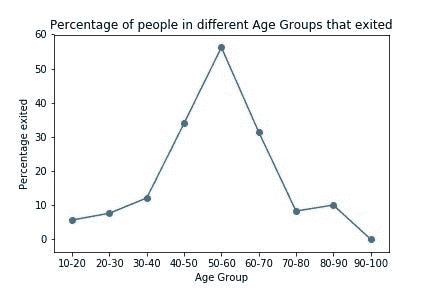 Percentage of people in different Age Groups that exited
60
50
40
30
20
10
0
Percentage exited
10-20 20-30 30-40 40-50 50-60 60-70 70-80 80-90 90-100
Age Group